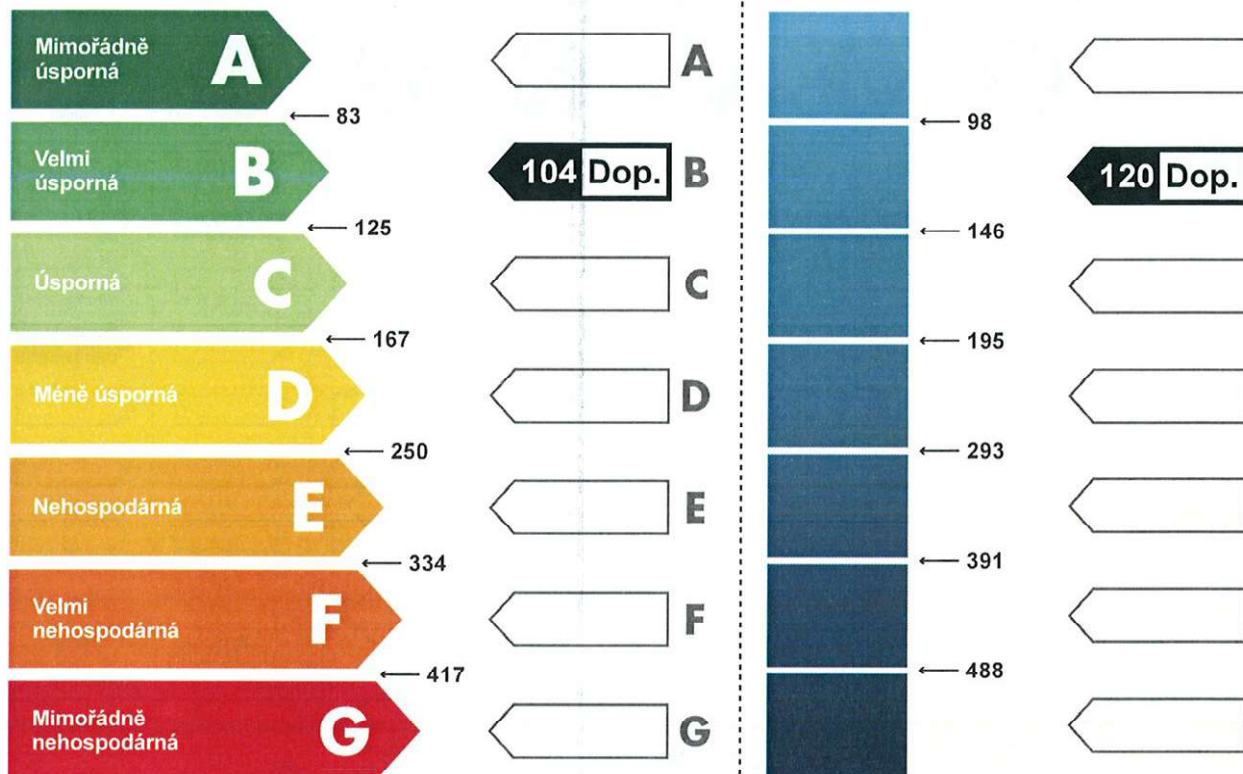 Mimořádně
úsporná
A
A
← 83
← 98
Velmi
úsporná
B
104 Dop.
B
120 Dop.
← 125
← 146
Úsporná
C
C
← 167
← 195
Méně úsporná
D
D
← 250
← 293
Nehospodárná
E
E
← 334
← 391
Velmi
nehospodárná
F
F
← 417
← 488
Mimořádně
nehospodárná
G
G